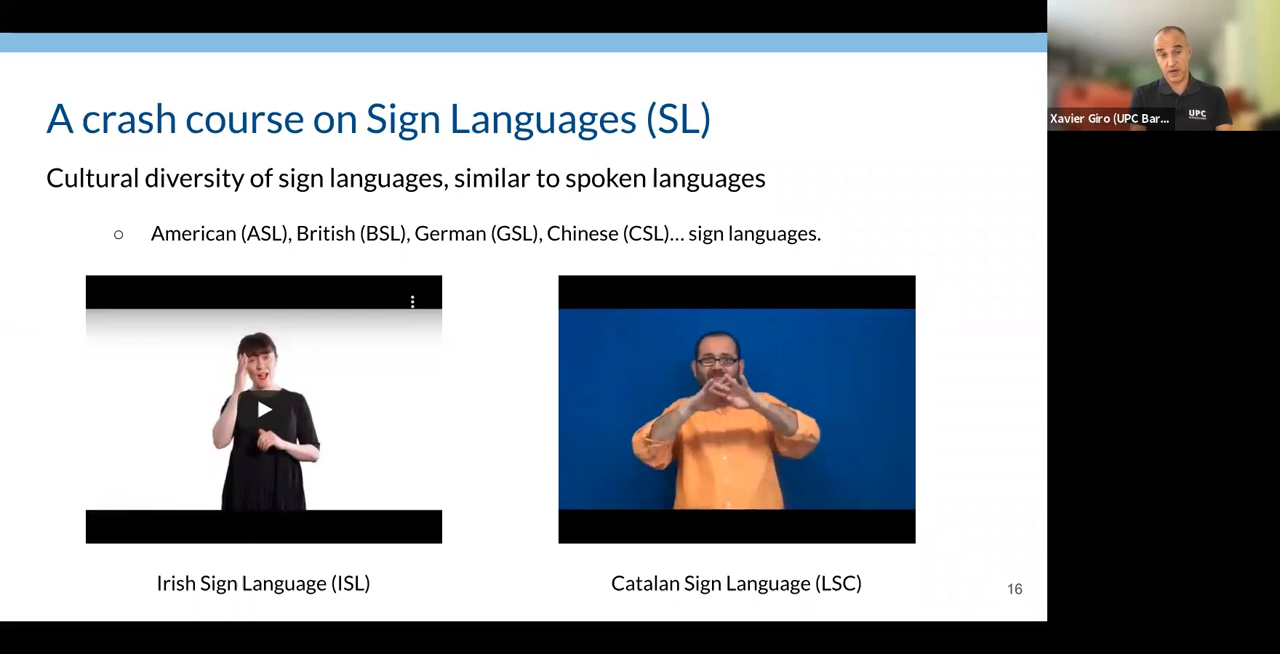 A crash course on Sign Languages (SL)
Cultural diversity of sign languages, similar to spoken languages
○ American (ASL), British (BSL), German (GSL), Chinese (CSL)… sign languages.
Irish Sign Language (ISL)
Catalan Sign Language (LSC)
16
UPC
Xavier Giro (UPC Bar...